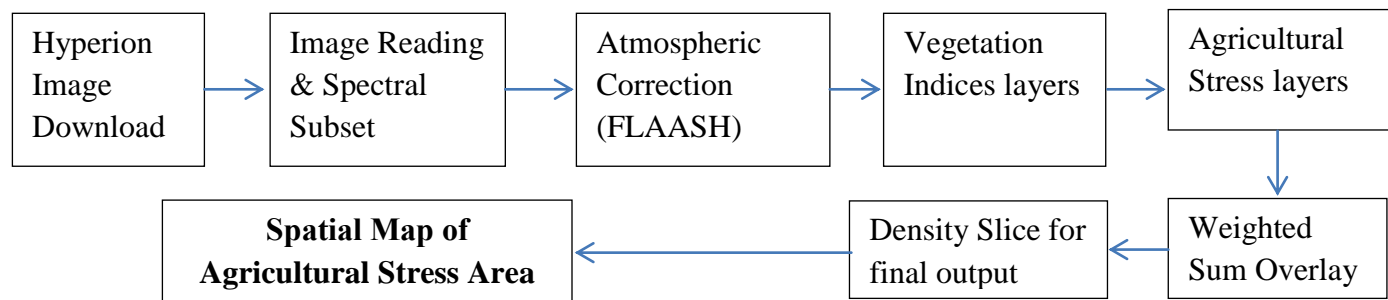 Hyperion
Image
Download
Image Reading
& Spectral
Subset
Atmospheric
Correction
(FLAASH)
Vegetation
Indices layers
Agricultural
Stress layers
Weighted
Sum Overlay
Density Slice for
final output
Spatial Map of
Agricultural Stress Area